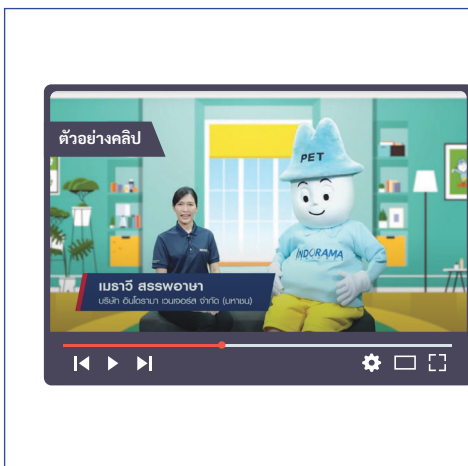 ตัวอย่างคลิป
PET
INDORAMA
VENTURES
เมธาวี สรรพอาษา
บริษัท อินโดรามา เวนเจอร์ส จำกัด (มหาชน)